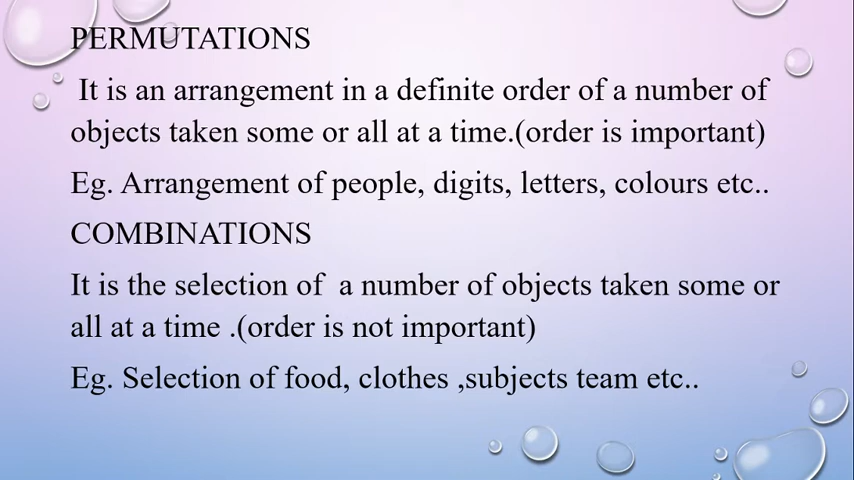 PERMUTATIONS
It is an arrangement in a definite order of a number of
objects taken some or all at a time.(order is important)
Eg. Arrangement of people, digits, letters, colours etc..
COMBINATIONS
It is the selection of  a number of objects taken some or
all at a time .(order is not important)
Eg. Selection of food, clothes ,subjects team etc..